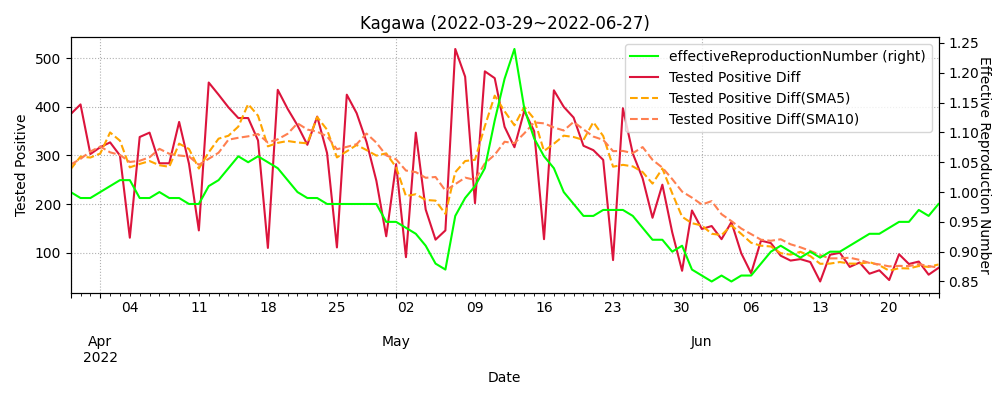 Kagawa (2022-03-29~2022-06-27)
effectiveReproductionNumber (right)
Tested Positive Diff
Tested Positive Diff(SMA5)
Tested Positive Diff(SMA10)
Tested Positive
500
400
300
200
100
1.25
1.20
1.15
1.10
1.05
1.00
0.95
0.90
0.85
Effective Reproduction Number
04 11 18 25 02 09 16 23 30 06 13 20
Apr May Jun
2022
Date